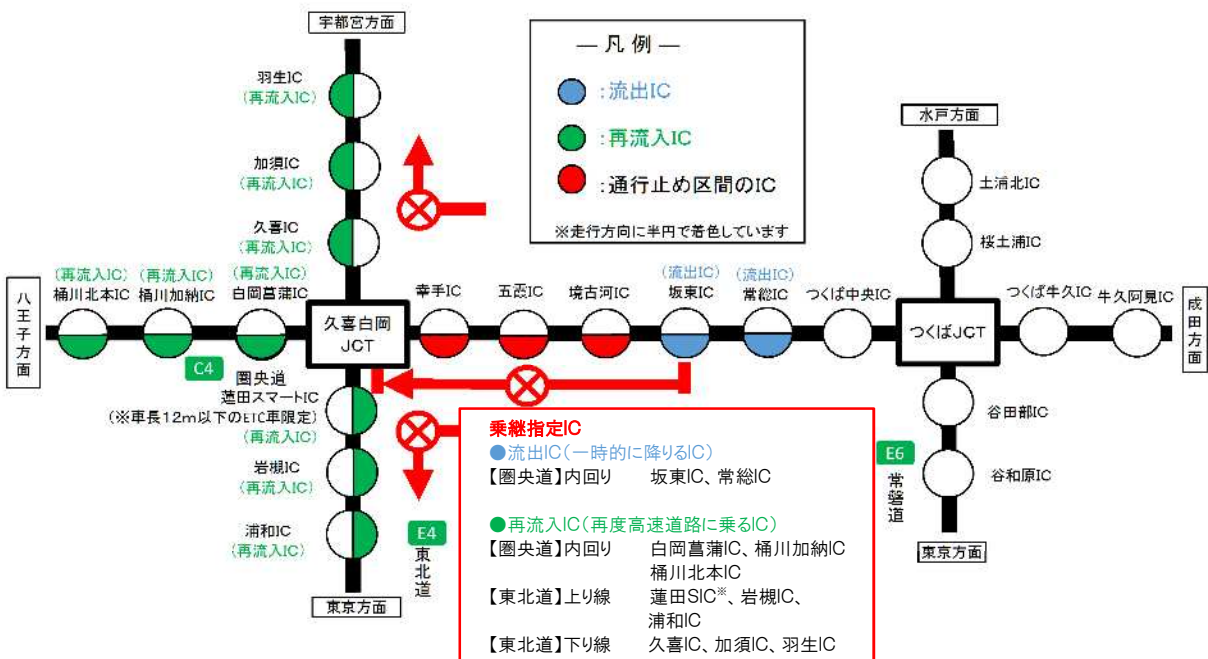 宇都宮方面
羽生IC
(再流入IC)
加須IC
(再流入IC)
久喜IC
(再流入IC)
― 凡 例 ―
:流出IC
:再流入IC
:通行止め区間のIC
※走行方向に半円で着色しています
水戸方面
土浦北IC
桜土浦IC
八王子方面
(再流入IC)
桶川北本IC
(再流入IC)
桶川加納IC
(再流入IC)
白岡菖蒲IC
久喜白岡
JCT
幸手IC
五霞IC
境古河IC
(流出IC)
坂東IC
(流出IC)
常総IC
つくば中央IC
つくばJCT
つくば牛久IC
牛久阿見IC
成田方面
C4
圏央道
蓮田スマートIC
(※車長12m以下のETC車限定)
(再流入IC)
岩槻IC
(再流入IC)
浦和IC
(再流入IC)
東京方面
E4
東北道
乗継指定IC
●流出IC(一時的に降りるIC)
【圏央道】内回り 坂東IC、常総IC
●再流入IC(再度高速道路に乗るIC)
【圏央道】内回り 白岡菖蒲IC、桶川加納IC
桶川北本IC
【東北道】上り線 蓮田SIC※、岩槻IC、
浦和IC
【東北道】下り線 久喜IC、加須IC、羽生IC
谷田部IC
E6
常磐道
谷和原IC
東京方面